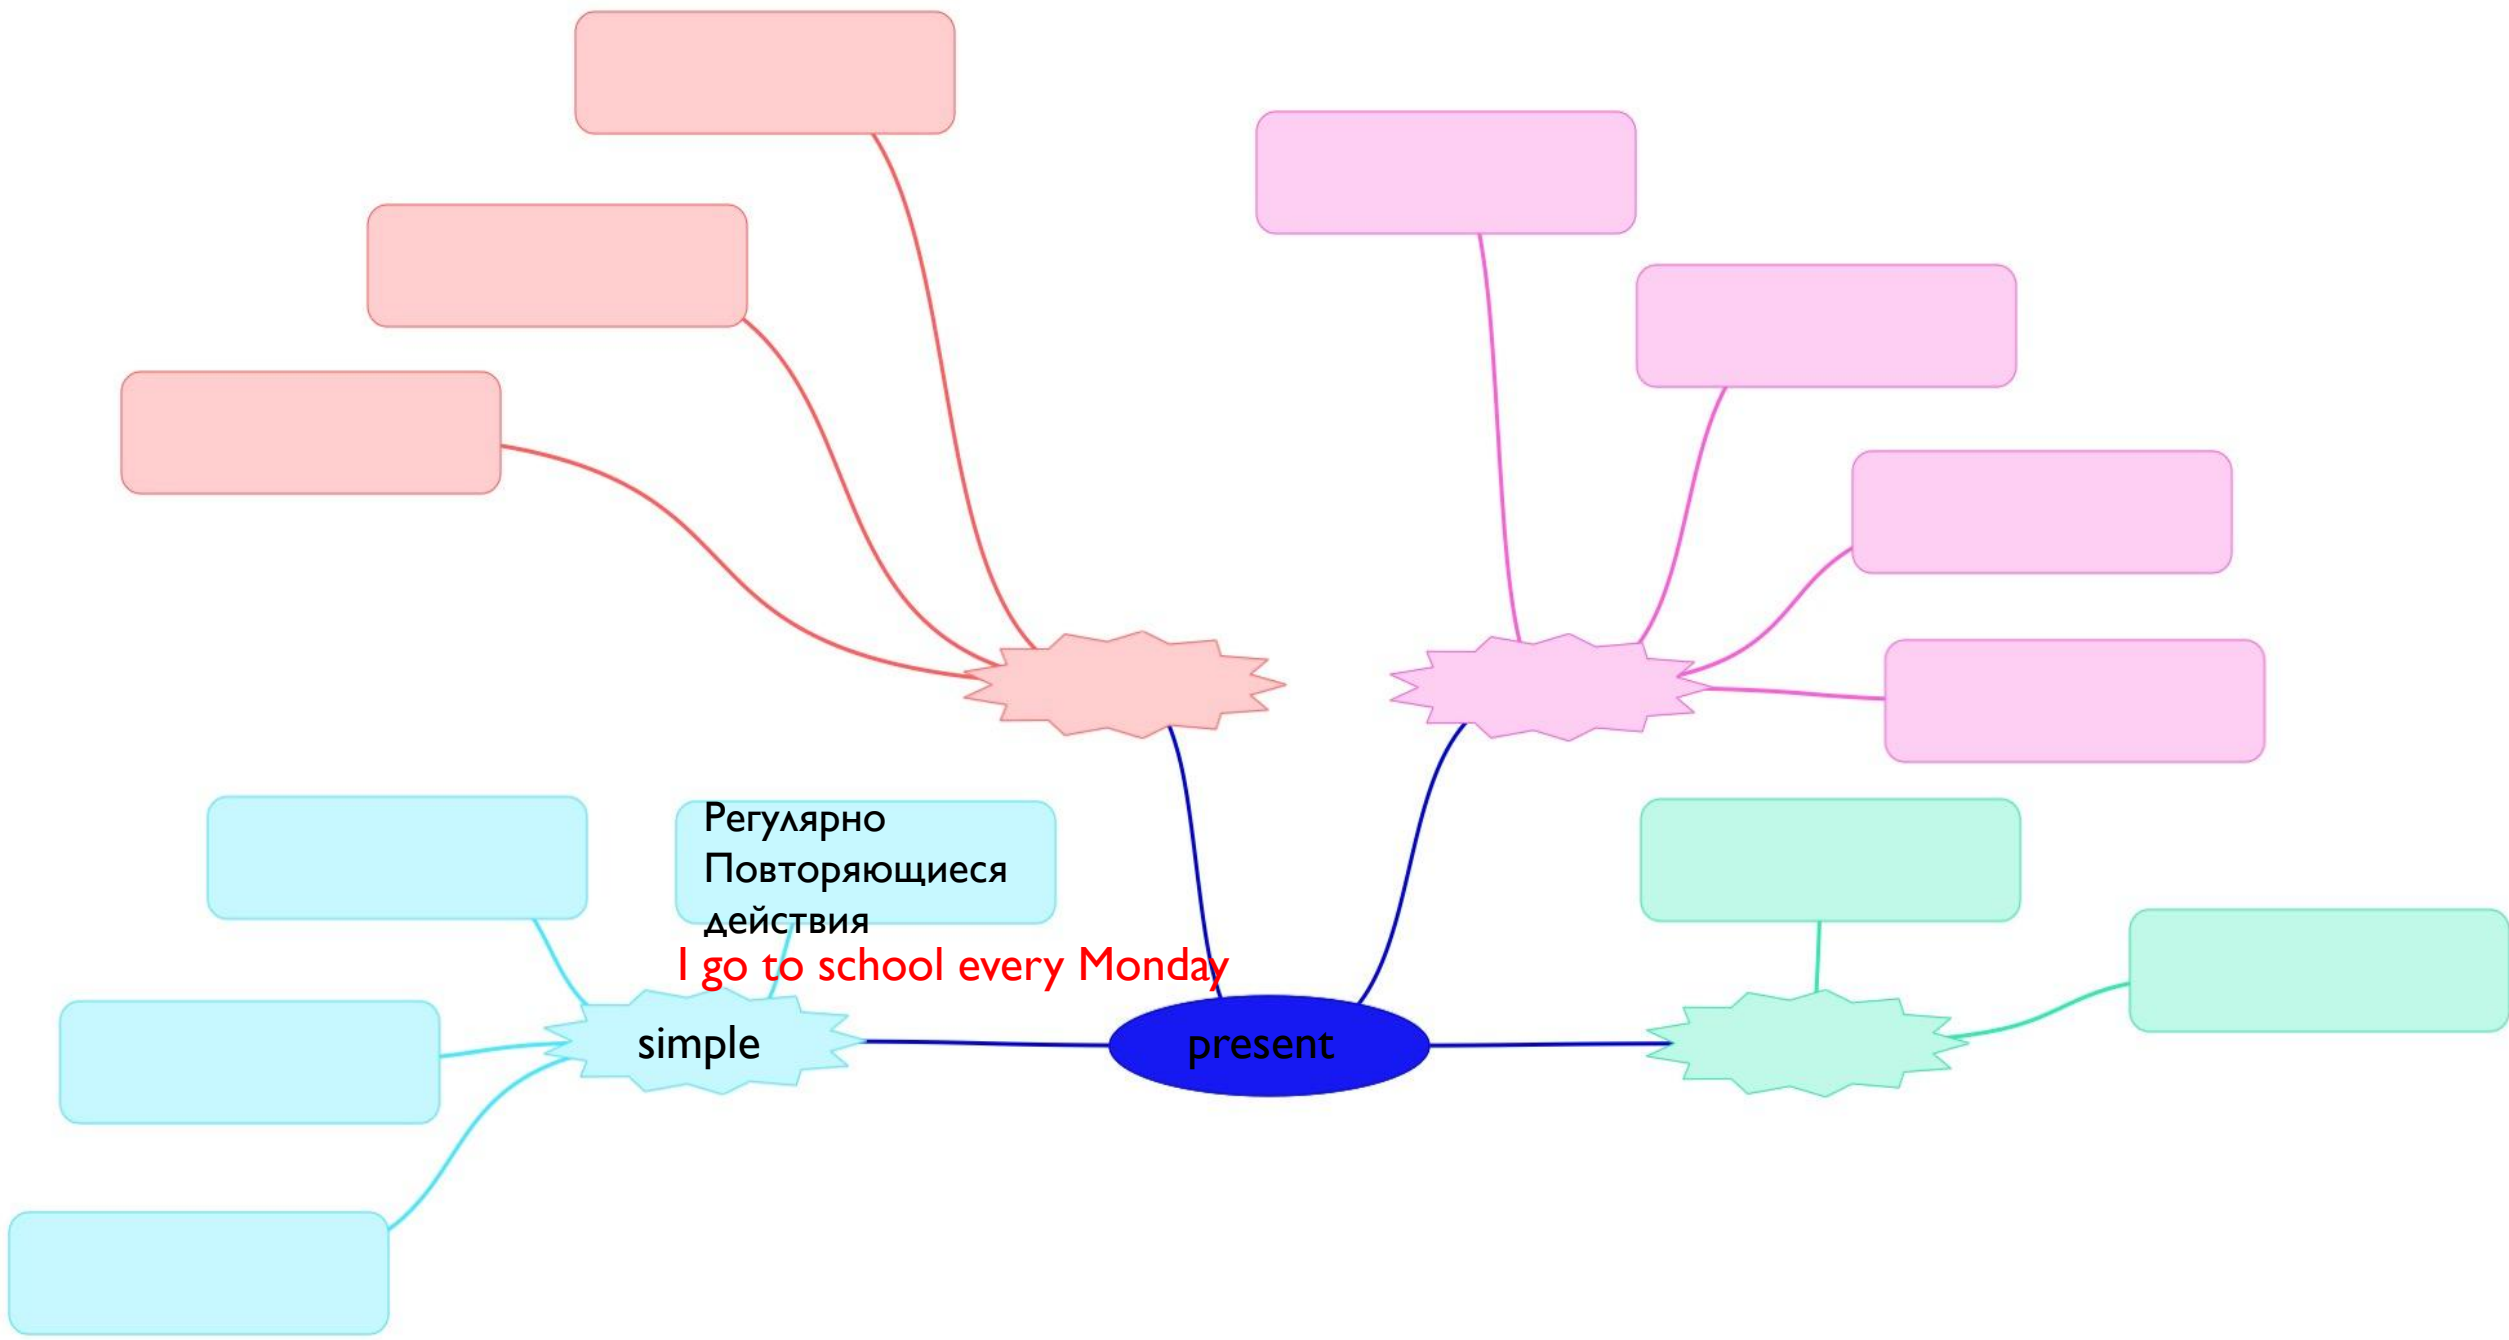 Регулярно
Повторяющиеся
действия
I go to school every Monday
simple
present